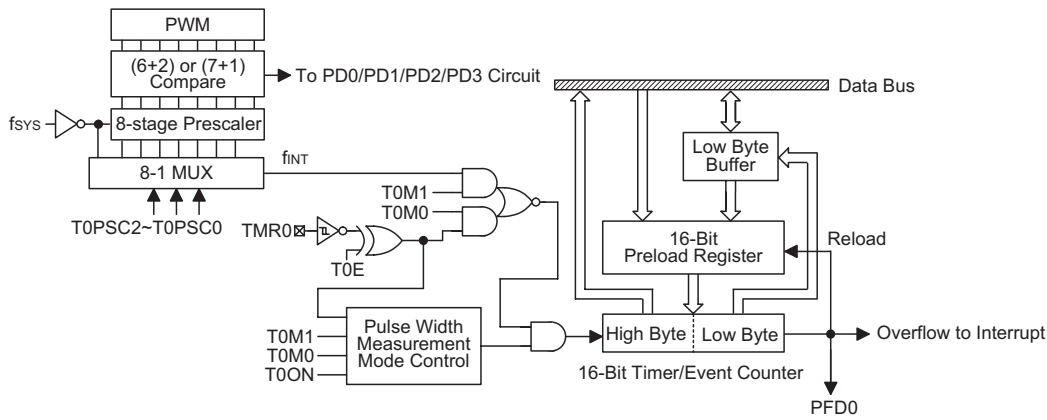 PWM
(6+2) or (7+1)
Compare
To PD0/PD1/PD2/PD3 Circuit
fSYS
8-stage Prescaler
8-1 MUX
fINT
T0PSC2~T0PSC0
T0M1
T0M0
TMR0
T0E
T0M1
T0M0
T0ON
Pulse Width
Measurement
Mode Control
Data Bus
Low Byte
Buffer
16-Bit
Preload Register
Reload
High Byte
Low Byte
Overflow to Interrupt
16-Bit Timer/Event Counter
PFD0